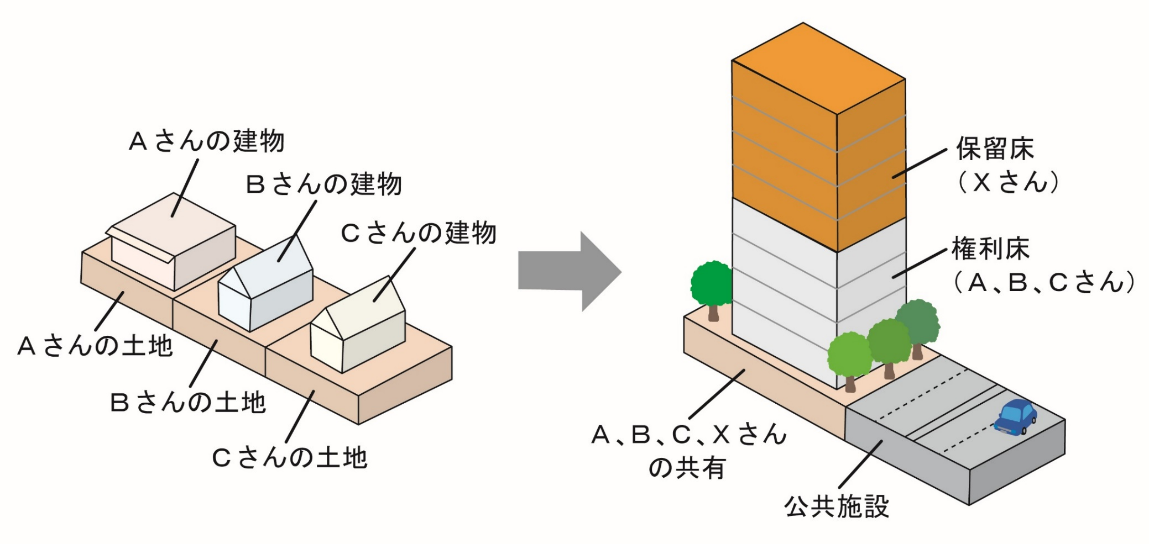 Aさんの建物
Bさんの建物
Cさんの建物
Aさんの土地
Bさんの土地
Cさんの土地
保留床
（Xさん）
権利床
（A、B、Cさん）
A、B、C、Xさん
の共有
公共施設